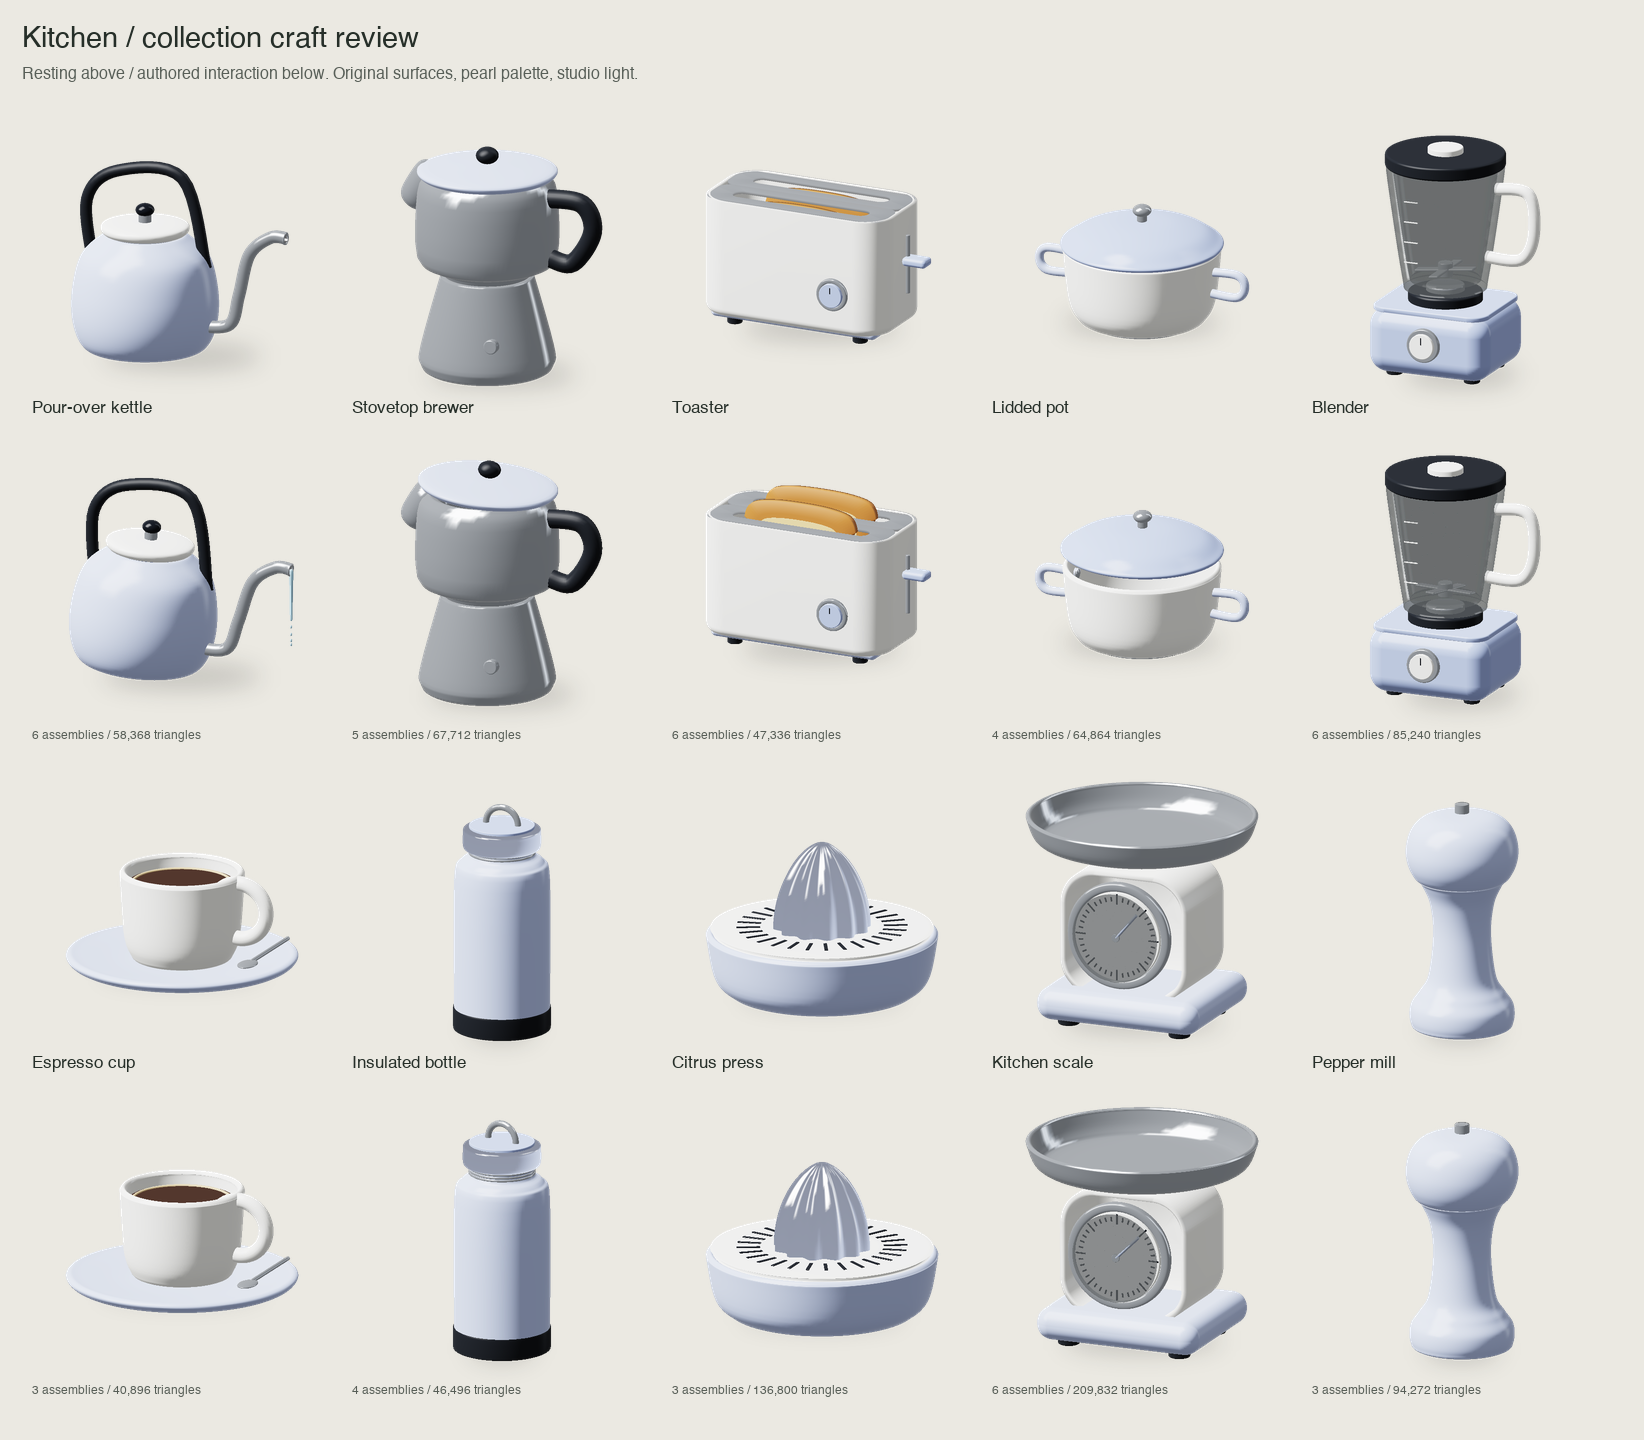 Kitchen / collection craft review
Resting above / authored interaction below. Original surfaces, pearl palette, studio light.
Pour-over kettle
Stovetop brewer
Toaster
Lidded pot
Blender
6 assemblies / 58,368 triangles
5 assemblies / 67,712 triangles
6 assemblies / 47,336 triangles
4 assemblies / 64,864 triangles
6 assemblies / 85,240 triangles
Espresso cup
Insulated bottle
Citrus press
Kitchen scale
Pepper mill
3 assemblies / 40,896 triangles
4 assemblies / 46,496 triangles
3 assemblies / 136,800 triangles
6 assemblies / 209,832 triangles
3 assemblies / 94,272 triangles